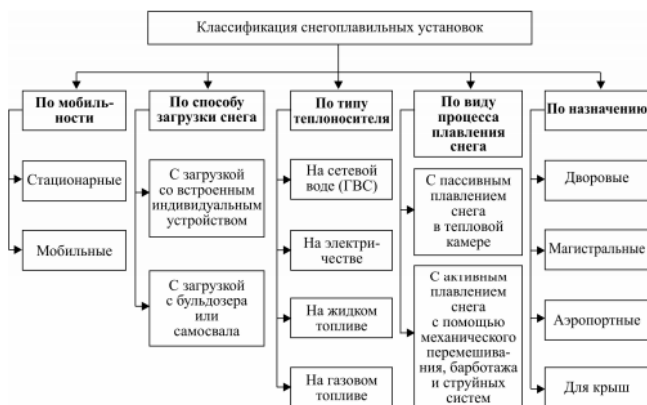 Классификация снегоплавильных установок
По мобиль-
ности
Стационарные
Мобильные
По способу
загрузки снега
С загрузкой
со встроенным
индивидуальным
устройством
С загрузкой
с бульдозера
или
самосвала
По типу
теплоносителя
На сетевой
воде (ГВС)
На электри-
честве
На жидком
топливе
На газовом
топливе
По виду
процесса
плавления
снега
С пассивным
плавлением
снега
в тепловой
камере
С активным
плавлением
снега
с помощью
механического
перемешива-
ния, барботажа
и струйных
систем
По назначению
Дворовые
Магистральные
Аэропортные
Для крыш